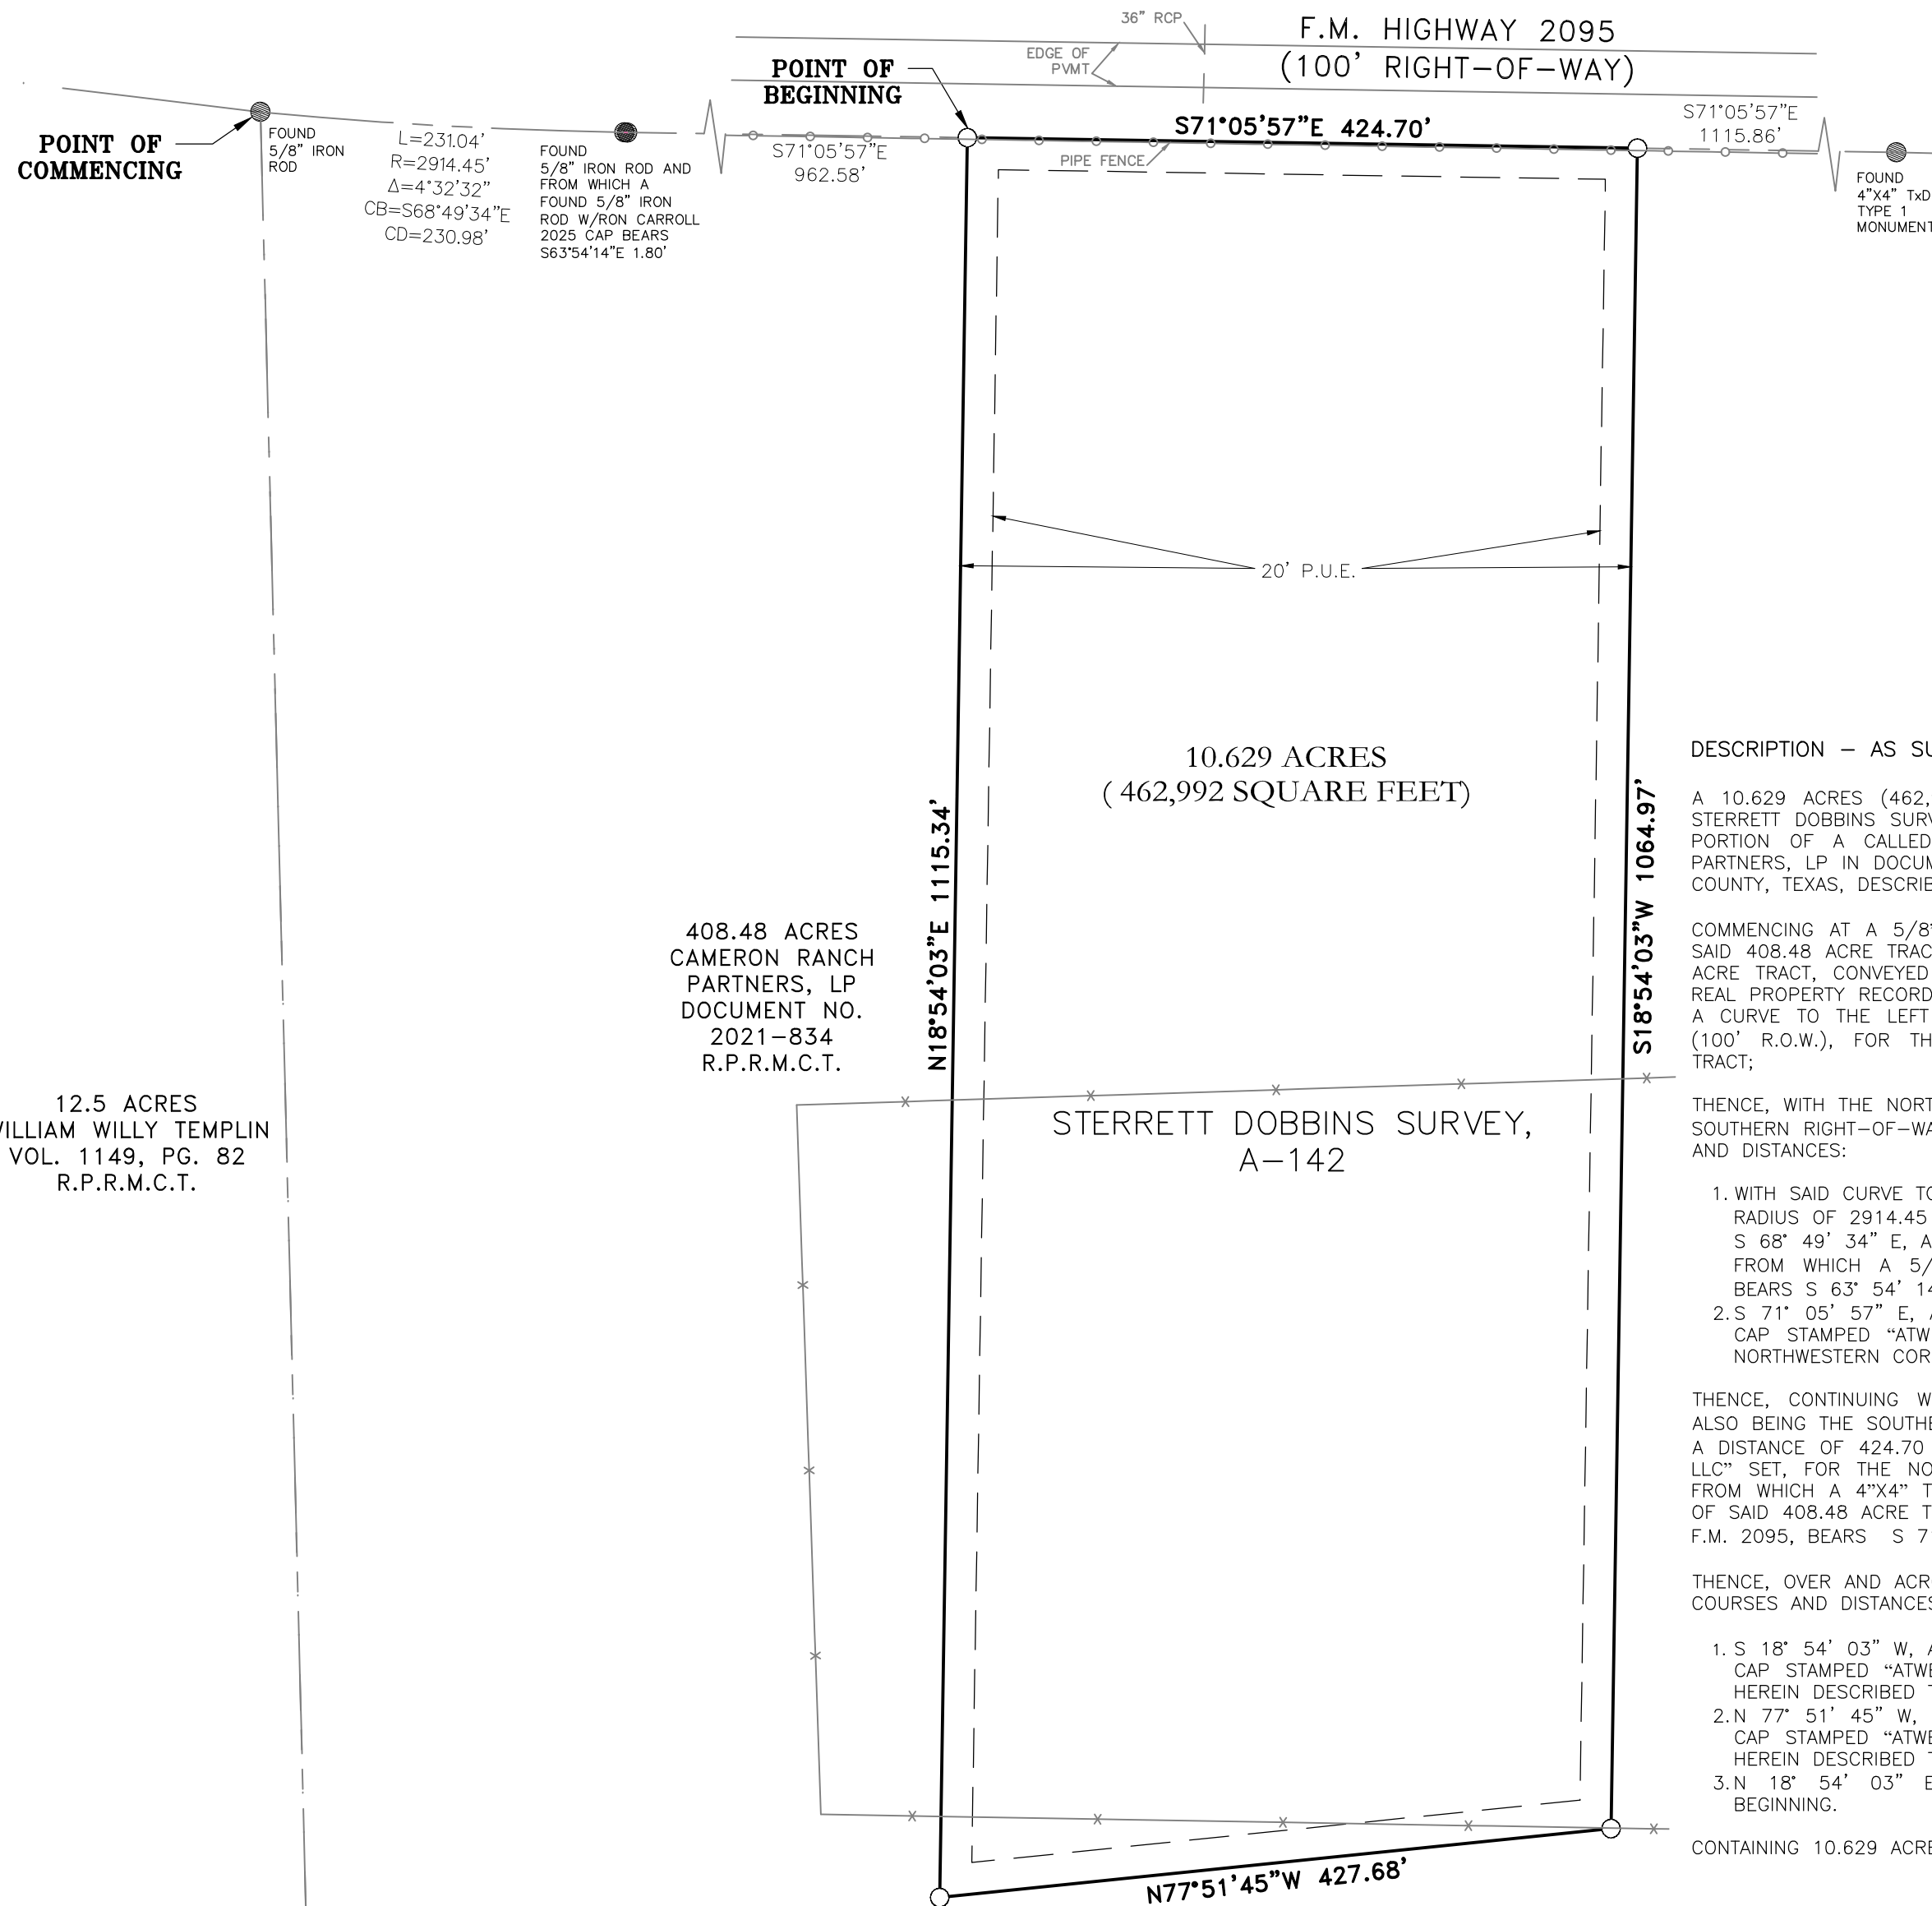 36” RCP
F.M. HIGHWAY 2095
(100’ RIGHT-OF-WAY)
EDGE OF
PVMT
POINT OF
BEGINNING
POINT OF
COMMENCING
FOUND
5/8” IRON
ROD
L=231.04’
R=2914.45’
Δ=4°32’32”
CB=S68°49’34”E
CD=230.98’
FOUND
5/8” IRON ROD AND
FROM WHICH A
FOUND 5/8” IRON
ROD W/RON CARROLL
2025 CAP BEARS
S63°54’14”E 1.80’
S71°05’57”E
962.58’
S71°05’57”E 424.70’
PIPE FENCE
S71°05’57”E
1115.86’
FOUND
4”X4” TxD
TYPE 1
MONUMENT
20’ P.U.E.
10.629 ACRES
( 462,992 SQUARE FEET)
N18°54’03”E 1115.34’
S18°54’03”W 1064.97’
408.48 ACRES
CAMERON RANCH
PARTNERS, LP
DOCUMENT NO.
2021-834
R.P.R.M.C.T.
12.5 ACRES
WILLIAM WILLY TEMPLIN
VOL. 1149, PG. 82
R.P.R.M.C.T.
STERRETT DOBBINS SURVEY,
A-142
N77°51’45”W 427.68’
DESCRIPTION – AS SU
A 10.629 ACRES (462,
STERRETT DOBBINS SURV
PORTION OF A CALLED
PARTNERS, LP IN DOCUM
COUNTY, TEXAS, DESCRIB
COMMENCING AT A 5/8”
SAID 408.48 ACRE TRAC
ACRE TRACT, CONVEYED
REAL PROPERTY RECORD
A CURVE TO THE LEFT
(100’ R.O.W.), FOR TH
TRACT;
THENCE, WITH THE NORT
SOUTHERN RIGHT-OF-WA
AND DISTANCES:
1. WITH SAID CURVE TO
RADIUS OF 2914.45
S 68° 49’ 34” E, A
FROM WHICH A 5/
BEARS S 63° 54’ 14
2. S 71° 05’ 57” E, A
CAP STAMPED “ATW
NORTHWESTERN COR
THENCE, CONTINUING W
ALSO BEING THE SOUTHE
A DISTANCE OF 424.70
LLC” SET, FOR THE NO
FROM WHICH A 4”X4” T
OF SAID 408.48 ACRE T
F.M. 2095, BEARS S 7
THENCE, OVER AND ACR
COURSES AND DISTANCES
1. S 18° 54’ 03” W, A
CAP STAMPED “ATWE
HEREIN DESCRIBED T
2. N 77° 51’ 45” W,
CAP STAMPED “ATWE
HEREIN DESCRIBED T
3. N 18° 54’ 03” E
BEGINNING.
CONTAINING 10.629 ACRE